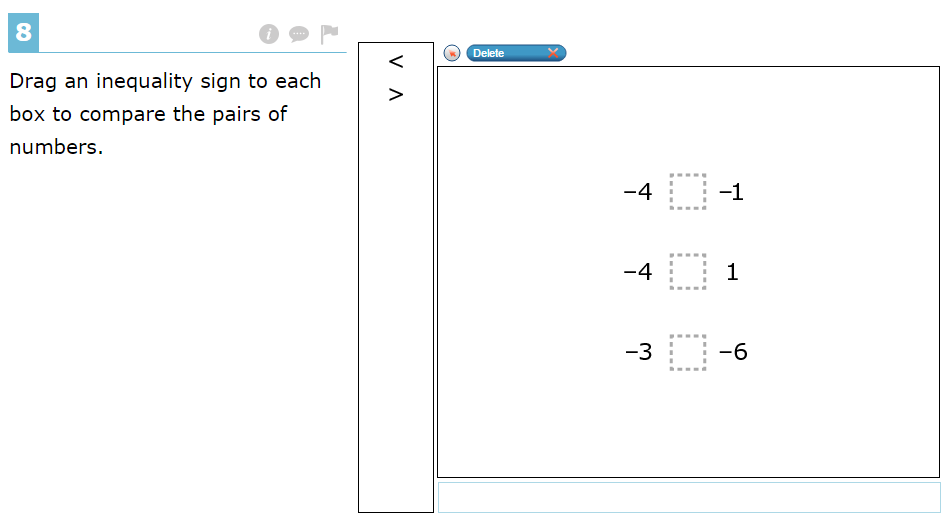 8
Drag an inequality sign to each
box to compare the pairs of
numbers.
<
>
Delete
−4 −1
−4 1
−3 −6